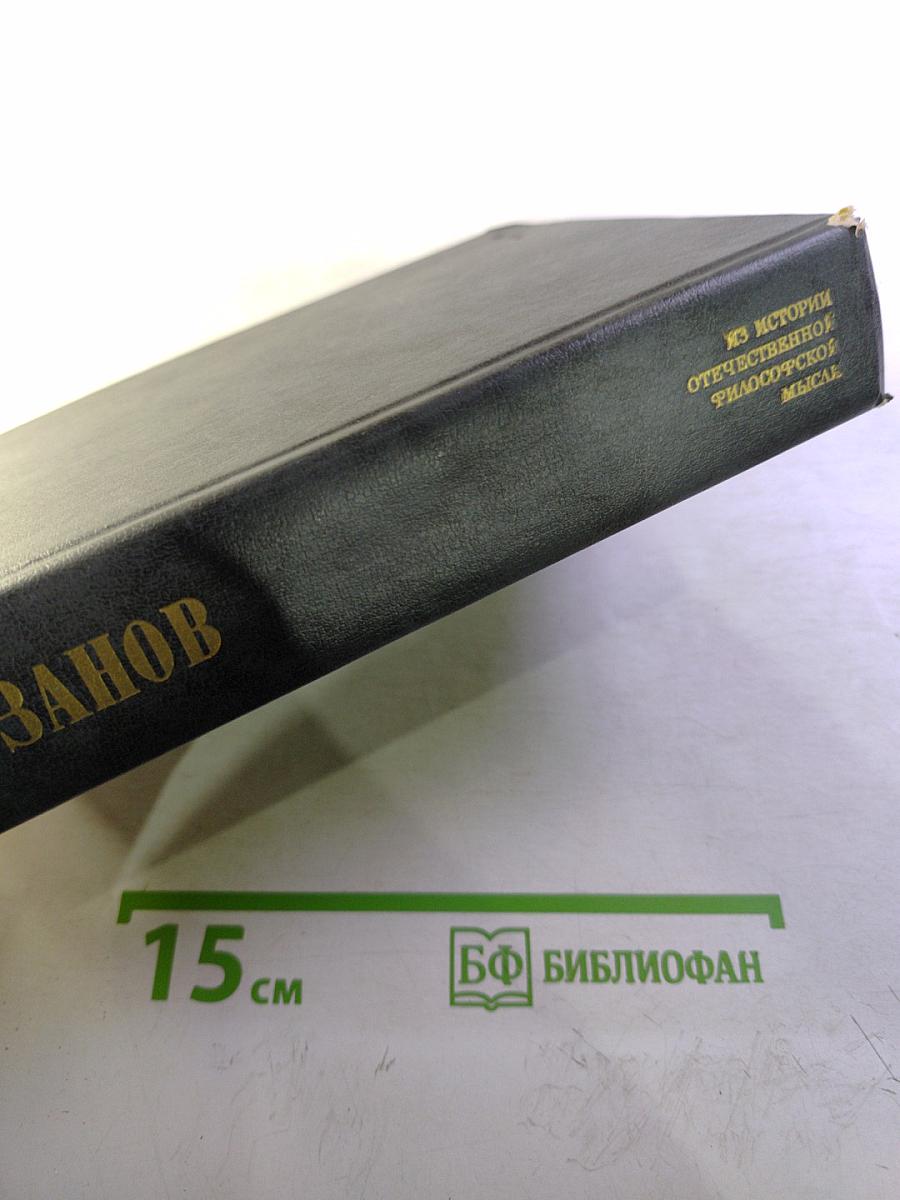 ИЗ ИСТОРИИ
ОТЕЧЕСТВЕННОЙ
ФИЛОСОФСКОЙ
МЫСЛИ
ЗАНОВ
15 см
БФ БИБЛИОФАН